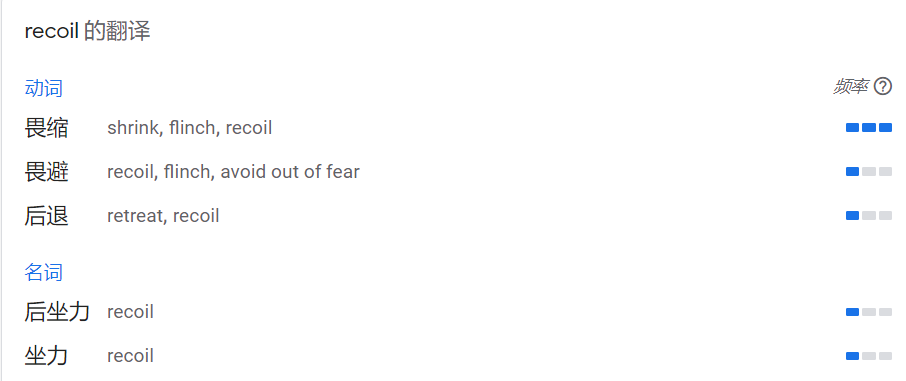 recoil 的翻译
动词 频率
畏缩 shrink, flinch, recoil
畏避 recoil, flinch, avoid out of fear
后退 retreat, recoil
名词
后坐力 recoil
坐力 recoil